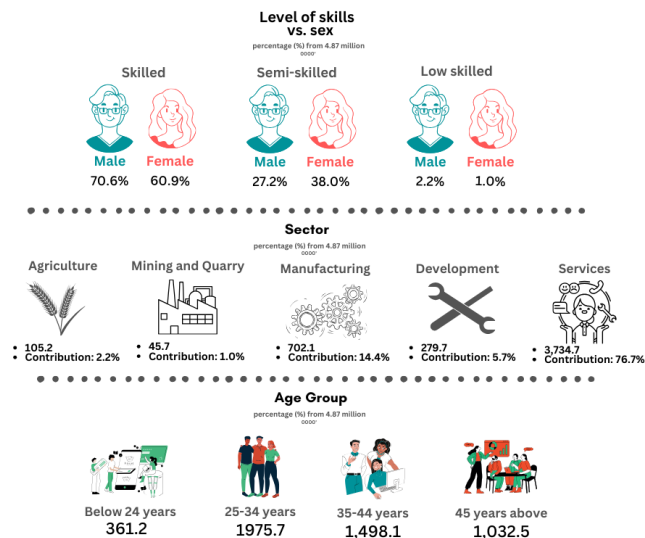 Level of skills
vs. sex
percentage (%) from 4.87 million
0000'
Skilled
Semi-skilled
Low skilled
Male
Female
Male
Female
Male
Female
70.6%
60.9%
27.2%
38.0%
2.2%
1.0%
Sector
percentage (%) from 4.87 million
0000'
Agriculture
Mining and Quarry
Manufacturing
Development
Services
• 105.2
• Contribution: 2.2%
• 45.7
• Contribution: 1.0%
• 702.1
• Contribution: 14.4%
• 279.7
• Contribution: 5.7%
• 3,734.7
• Contribution: 76.7%
Age Group
percentage (%) from 4.87 million
0000'
Below 24 years
25-34 years
35-44 years
45 years above
361.2
1975.7
1,498.1
1,032.5